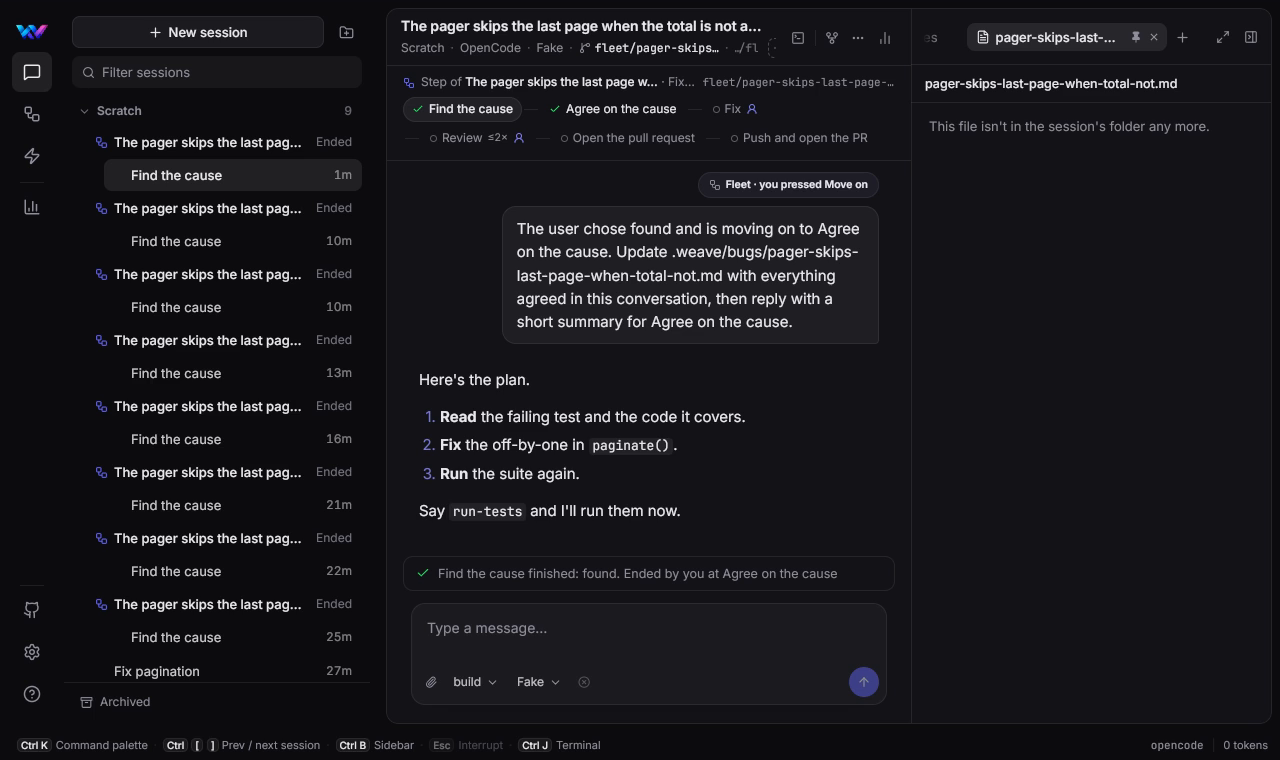 New session
Filter sessions
Scratch 9
The pager skips the last pag... Ended
Find the cause 1m
The pager skips the last pag... Ended
Find the cause 10m
The pager skips the last pag... Ended
Find the cause 10m
The pager skips the last pag... Ended
Find the cause 13m
The pager skips the last pag... Ended
Find the cause 16m
The pager skips the last pag... Ended
Find the cause 21m
The pager skips the last pag... Ended
Find the cause 22m
The pager skips the last pag... Ended
Find the cause 25m
Fix pagination 27m
Archived
The pager skips the last page when the total is not a...
Scratch · OpenCode · Fake · fleet/pager-skips… · …/fl
Step of The pager skips the last page w... · Fix... fleet/pager-skips-last-page-…
Find the cause — Agree on the cause — Fix
— Review ≤2× — Open the pull request — Push and open the PR
Fleet · you pressed Move on
The user chose found and is moving on to Agree
on the cause. Update .weave/bugs/pager-skips-
last-page-when-total-not.md with everything
agreed in this conversation, then reply with a
short summary for Agree on the cause.
Here's the plan.
1. Read the failing test and the code it covers.
2. Fix the off-by-one in paginate().
3. Run the suite again.
Say run-tests and I'll run them now.
Find the cause finished: found. Ended by you at Agree on the cause
Type a message...
build Fake
es pager-skips-last-...
pager-skips-last-page-when-total-not.md
This file isn't in the session's folder any more.
Ctrl K Command palette · Ctrl [ ] Prev / next session · Ctrl B Sidebar · Esc Interrupt · Ctrl J Terminal
opencode 0 tokens